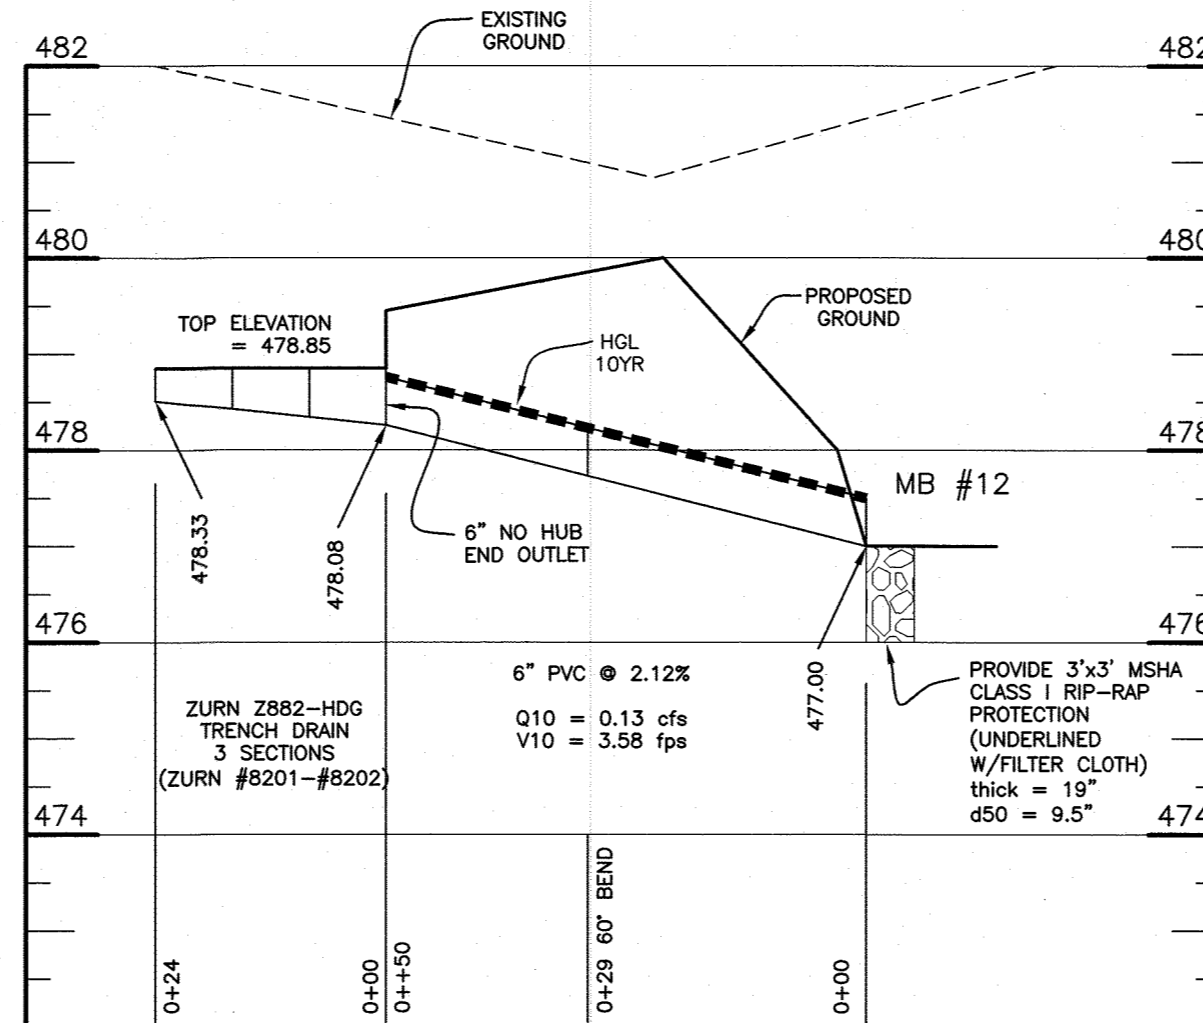 EXISTING
GROUND
482
482
480
480
TOP ELEVATION
= 478.85
HGL
10YR
PROPOSED
GROUND
478
478
MB #12
6" NO HUB
END OUTLET
478.33
478.08
477.00
476
476
6" PVC @ 2.12%
Q10 = 0.13 cfs
V10 = 3.58 fps
ZURN Z882-HDG
TRENCH DRAIN
3 SECTIONS
(ZURN #8201-#8202)
PROVIDE 3'x3' MSHA
CLASS I RIP-RAP
PROTECTION
(UNDERLINED
W/FILTER CLOTH)
thick = 19"
d50 = 9.5"
474
474
0+24
0+00
0++50
0+29 60° BEND
0+00